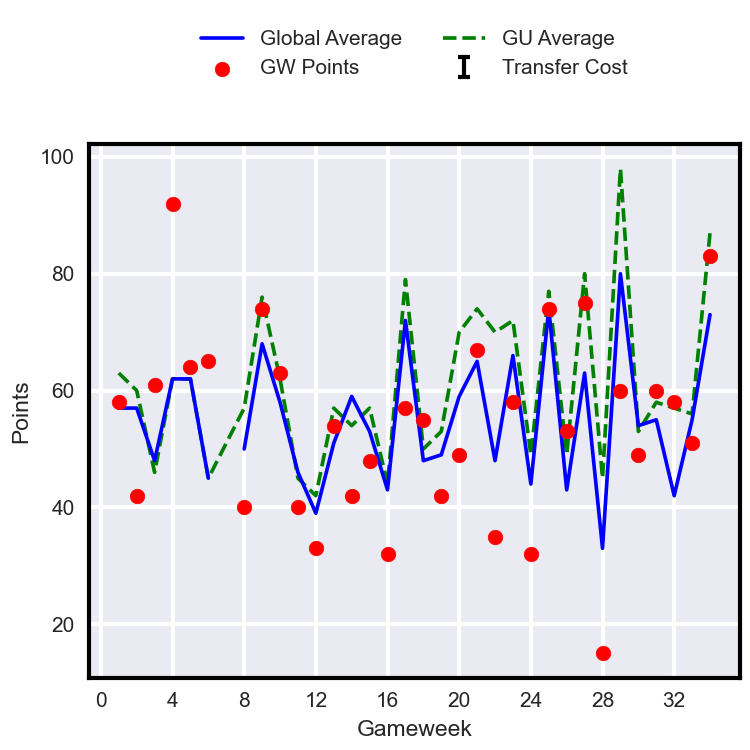 Global Average
GU Average
GW Points
Transfer Cost
100
80
60
40
20
Points
0 4 8 12 16 20 24 28 32
Gameweek